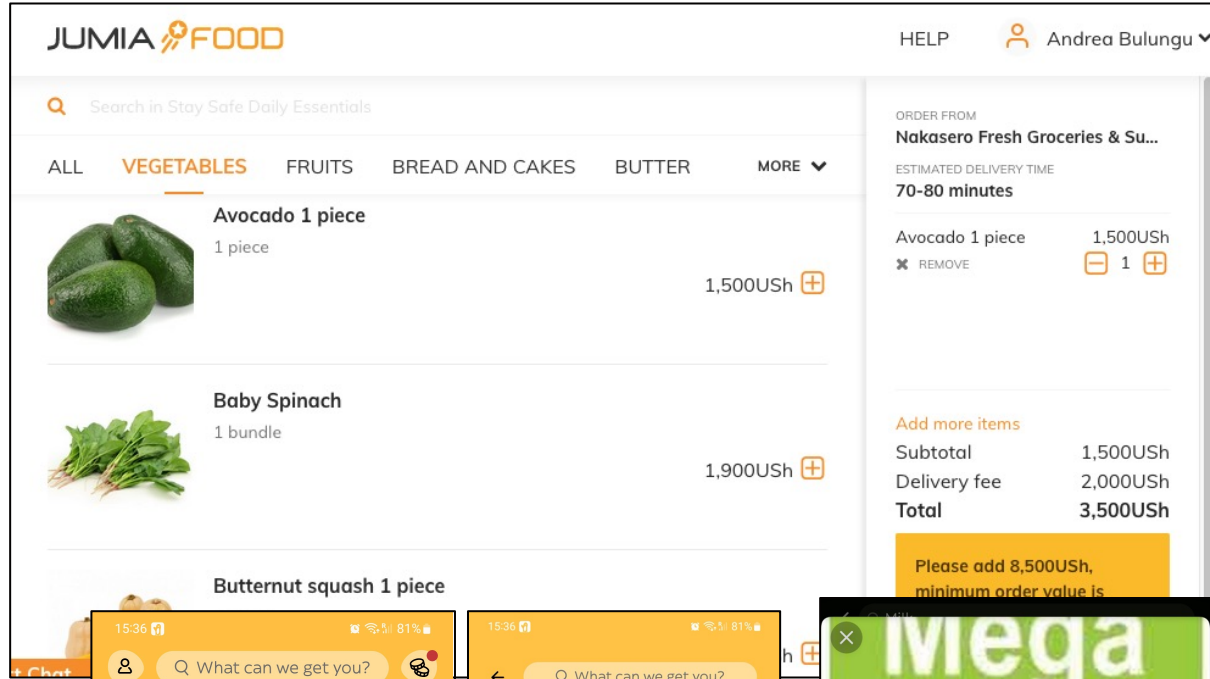 JUMIA FOOD
HELP
Andrea Bulungu
Search in Stay Safe Daily Essentials
ALL VEGETABLES FRUITS BREAD AND CAKES BUTTER MORE
Avocado 1 piece
1 piece
1,500USh
Baby Spinach
1 bundle
1,900USh
Butternut squash 1 piece
h
t Chat
ORDER FROM
Nakasero Fresh Groceries & Su...
ESTIMATED DELIVERY TIME
70-80 minutes
Avocado 1 piece 1,500USh
REMOVE 1
Add more items
Subtotal 1,500USh
Delivery fee 2,000USh
Total 3,500USh
Please add 8,500USh,
minimum order value is
15:36 81%
What can we get you?
15:36 81%
What can we get you?
Milk
Mega